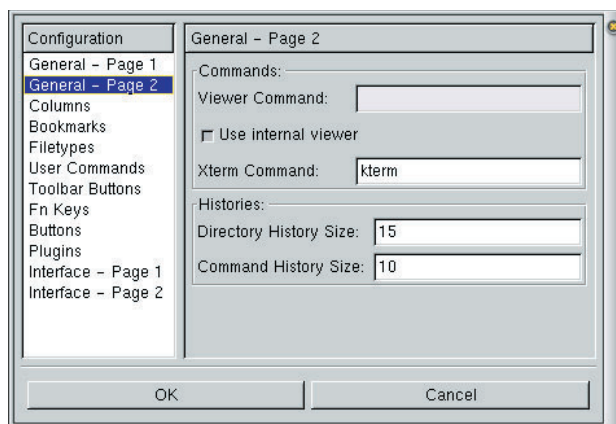 Configuration
General - Page 1
General - Page 2
Columns
Bookmarks
Filetypes
User Commands
Toolbar Buttons
Fn Keys
Buttons
Plugins
Interface - Page 1
Interface - Page 2
General - Page 2
Commands:
Viewer Command:
Use internal viewer
Xterm Command: kterm
Histories:
Directory History Size: 15
Command History Size: 10
OK Cancel